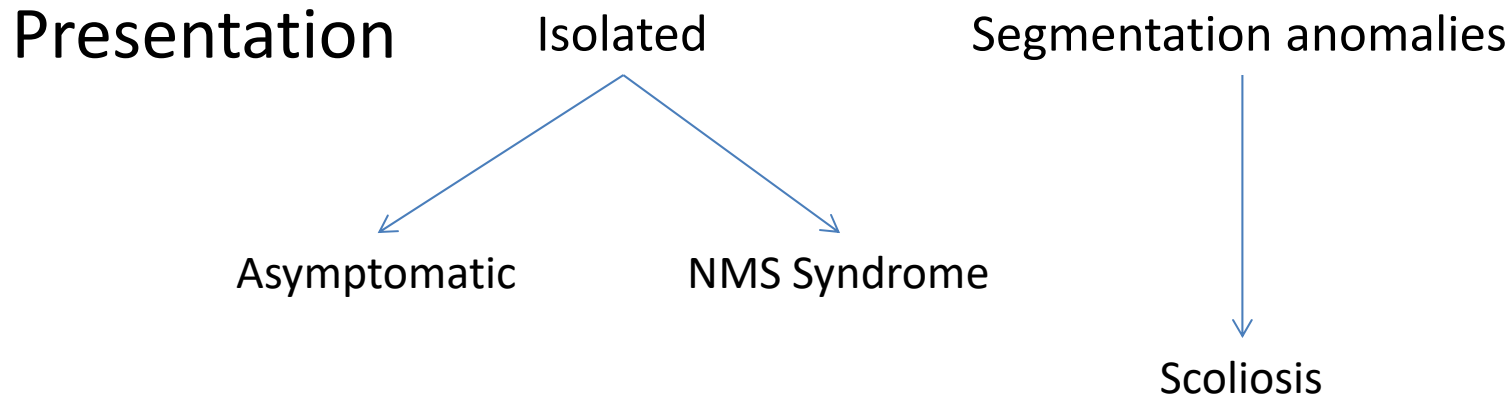 Presentation
Isolated
Segmentation anomalies
Asymptomatic
NMS Syndrome
Scoliosis